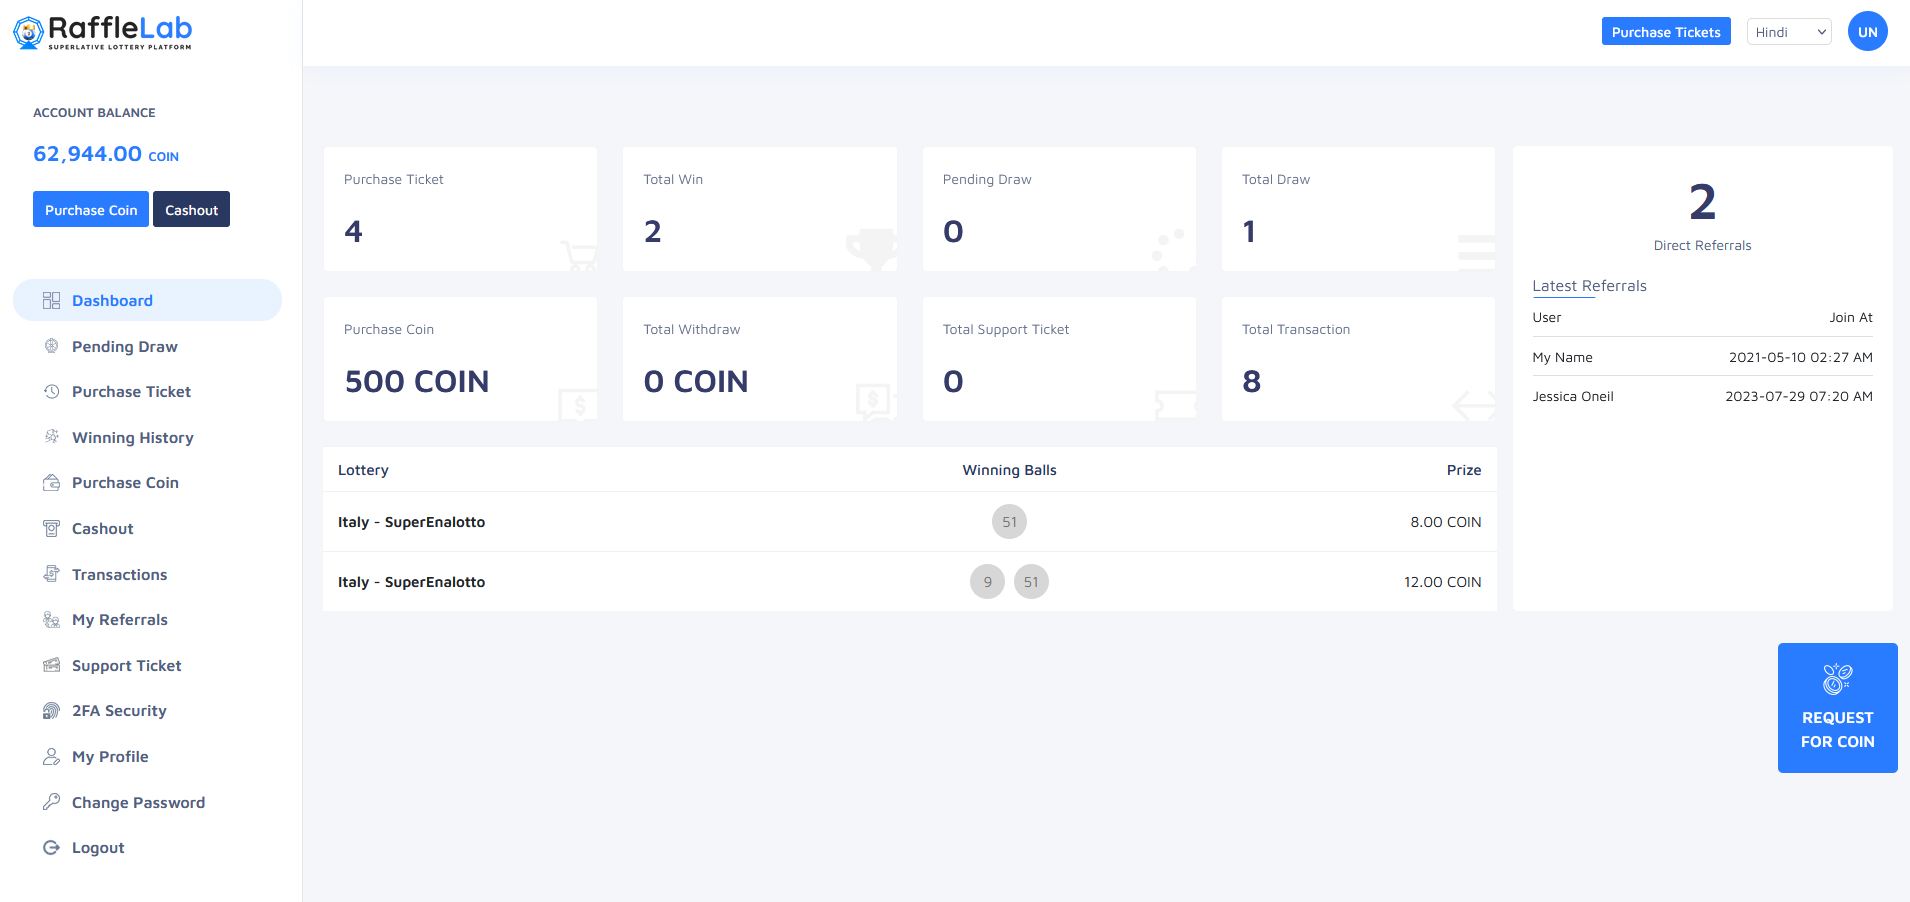 RaffleLab
SUPERLATIVE LOTTERY PLATFORM
Purchase Tickets
Hindi
UN
ACCOUNT BALANCE
62,944.00 COIN
Purchase Coin
Cashout
Dashboard
Pending Draw
Purchase Ticket
Winning History
Purchase Coin
Cashout
Transactions
My Referrals
Support Ticket
2FA Security
My Profile
Change Password
Logout
Purchase Ticket
4
Total Win
2
Pending Draw
0
Total Draw
1
Purchase Coin
500 COIN
Total Withdraw
0 COIN
Total Support Ticket
0
Total Transaction
8
Lottery Winning Balls Prize
Italy - SuperEnalotto 51 8.00 COIN
Italy - SuperEnalotto 9 51 12.00 COIN
2
Direct Referrals
Latest Referrals
User Join At
My Name 2021-05-10 02:27 AM
Jessica Oneil 2023-07-29 07:20 AM
REQUEST
FOR COIN